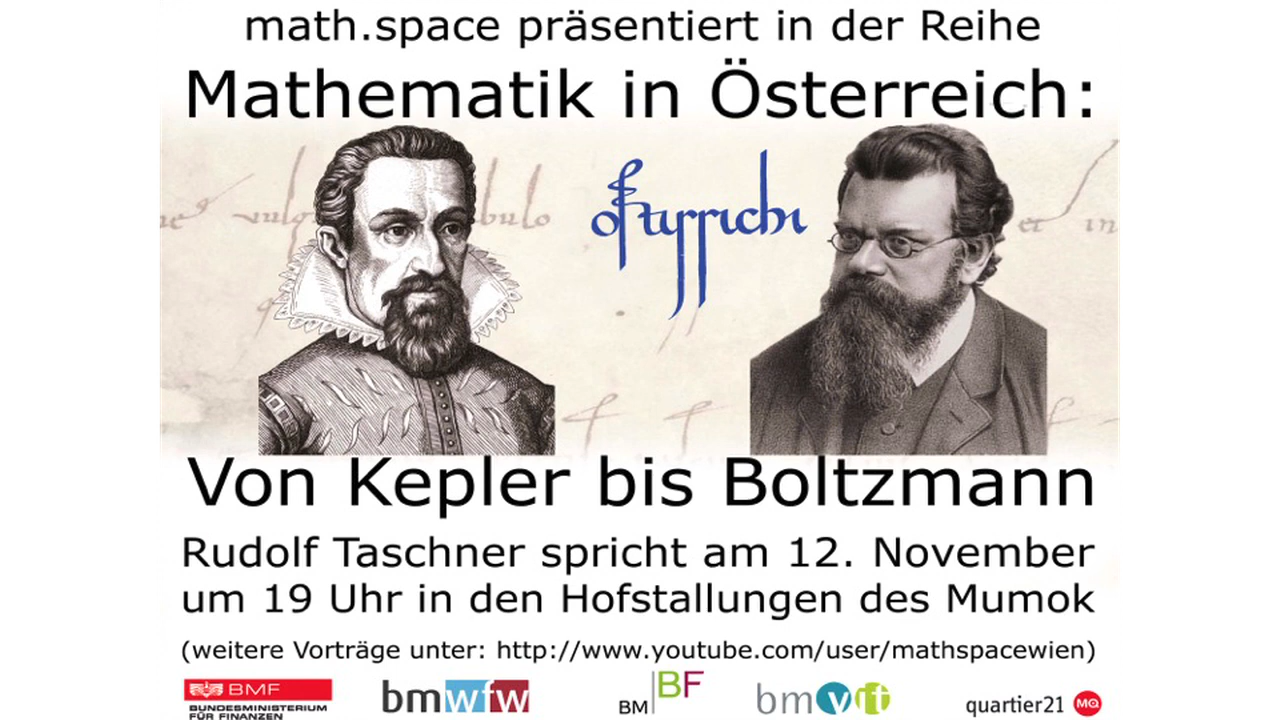 math.space präsentiert in der Reihe
Mathematik in Österreich:
Von Kepler bis Boltzmann
Rudolf Taschner spricht am 12. November
um 19 Uhr in den Hofstallungen des Mumok
(weitere Vorträge unter: http://www.youtube.com/user/mathspacewien)
BMF
BUNDESMINISTERIUM
FÜR FINANZEN
bmwfw
BM BF
bmvit
quartier21 MQ